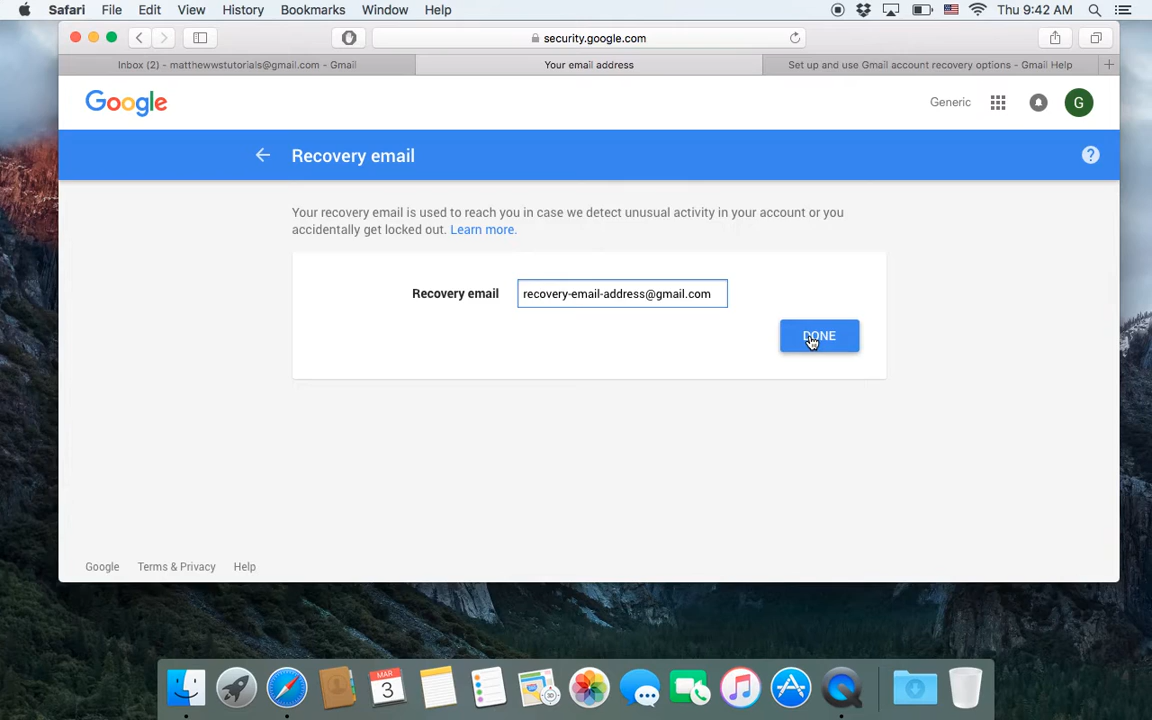 Safari File Edit View History Bookmarks Window Help Thu 9:42 AM
security.google.com
Inbox (2) - matthewwstutorials@gmail.com - Gmail Your email address Set up and use Gmail account recovery options - Gmail Help
Google Generic G
Recovery email
Your recovery email is used to reach you in case we detect unusual activity in your account or you
accidentally get locked out. Learn more.
Recovery email recovery-email-address@gmail.com
DONE
Google Terms & Privacy Help
MAR
3
3D